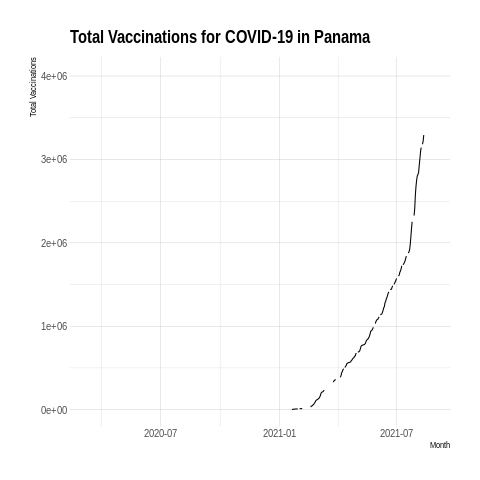 Total Vaccinations for COVID-19 in Panama
Total Vaccinations
4e+06
3e+06
2e+06
1e+06
0e+00
2020-07 2021-01 2021-07
Month